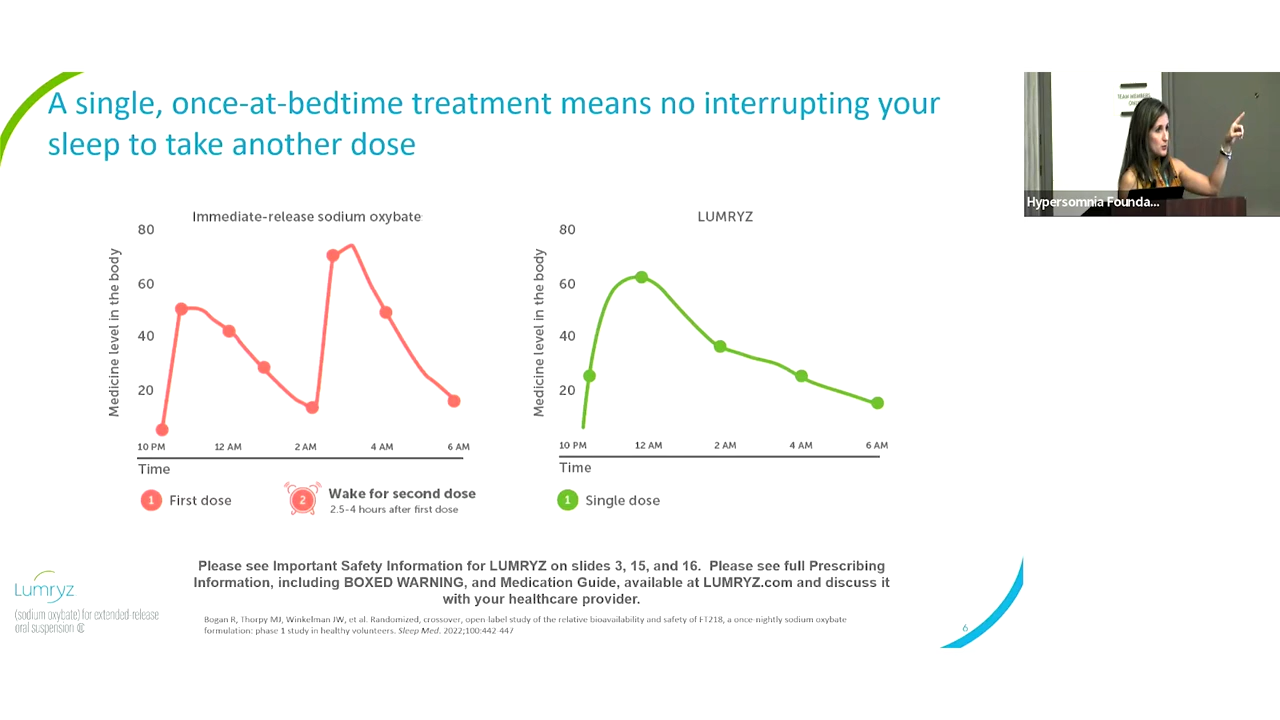 A single, once-at-bedtime treatment means no interrupting your
sleep to take another dose
Immediate-release sodium oxybate
Medicine level in the body
80
60
40
20
10 PM
12 AM
2 AM
4 AM
6 AM
Time
1 First dose
2 Wake for second dose
2.5-4 hours after first dose
LUMRYZ
Medicine level in the body
80
60
40
20
10 PM
12 AM
2 AM
4 AM
6 AM
Time
1 Single dose
Please see Important Safety Information for LUMRYZ on slides 3, 15, and 16. Please see full Prescribing
Information, including BOXED WARNING, and Medication Guide, available at LUMRYZ.com and discuss it
with your healthcare provider.
Bogan R, Thorpy MJ, Winkelman JW, et al. Randomized, crossover, open-label study of the relative bioavailability and safety of FT218, a once-nightly sodium oxybate
formulation: phase 1 study in healthy volunteers. Sleep Med. 2022;100:442-447
Lumryz
(sodium oxybate) for extended-release
oral suspension
6
Hypersomnia Founda...